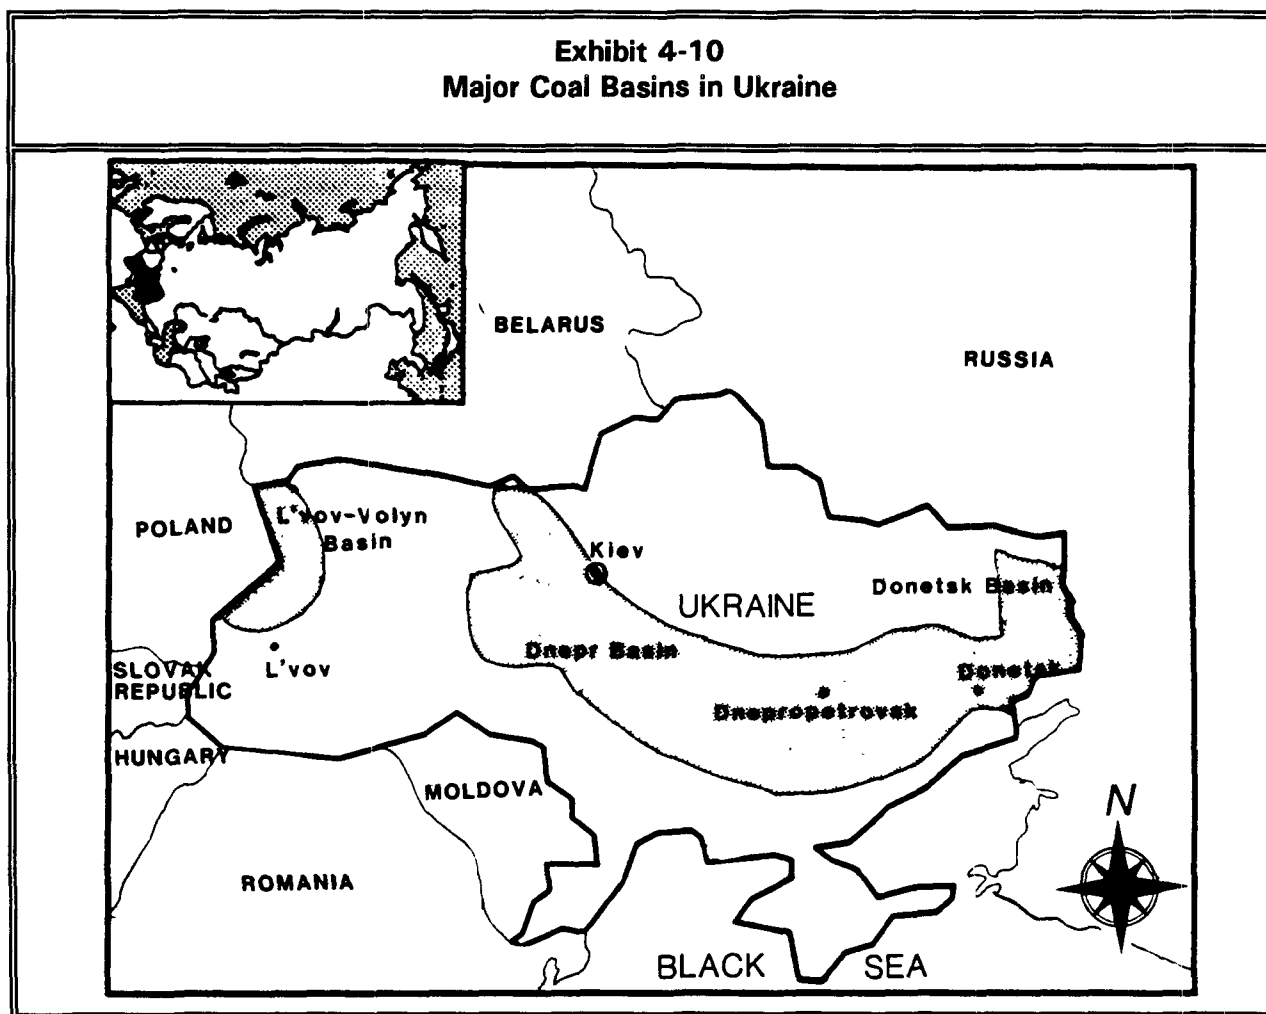 Exhibit 4-10
Major Coal Basins in Ukraine
BELARUS
RUSSIA
POLAND
L'vov-Volyn
Basin
Kiev
Donetsk Basin
UKRAINE
Dnepr Basin
L'vov
SLOVAK
REPUBLIC
Donetsk
Dnepropetrovsk
HUNGARY
MOLDOVA
N
ROMANIA
BLACK SEA